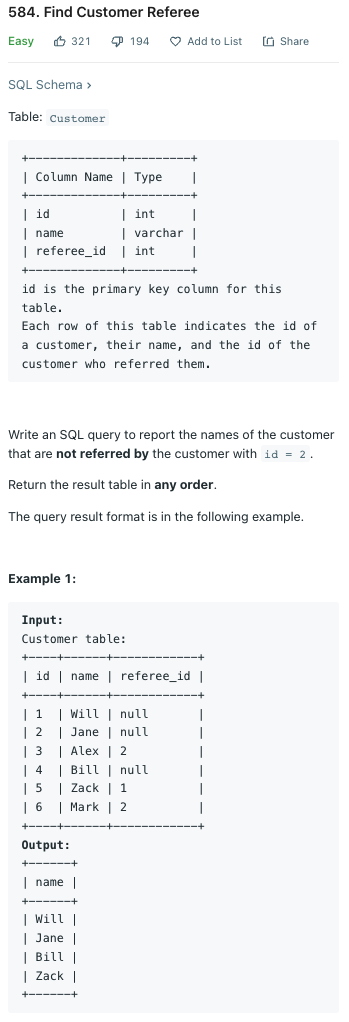 584. Find Customer Referee
Easy 321 194 Add to List Share
SQL Schema >
Table: Customer
+-------------+---------+
| Column Name | Type    |
+-------------+---------+
| id          | int     |
| name        | varchar |
| referee_id  | int     |
+-------------+---------+
id is the primary key column for this
table.
Each row of this table indicates the id of
a customer, their name, and the id of the
customer who referred them.
Write an SQL query to report the names of the customer
that are not referred by the customer with id = 2.
Return the result table in any order.
The query result format is in the following example.
Example 1:
Input:
Customer table:
+----+------+------------+
| id | name | referee_id |
+----+------+------------+
| 1  | Will | null       |
| 2  | Jane | null       |
| 3  | Alex | 2          |
| 4  | Bill | null       |
| 5  | Zack | 1          |
| 6  | Mark | 2          |
+----+------+------------+
Output:
+------+
| name |
+------+
| Will |
| Jane |
| Bill |
| Zack |
+------+